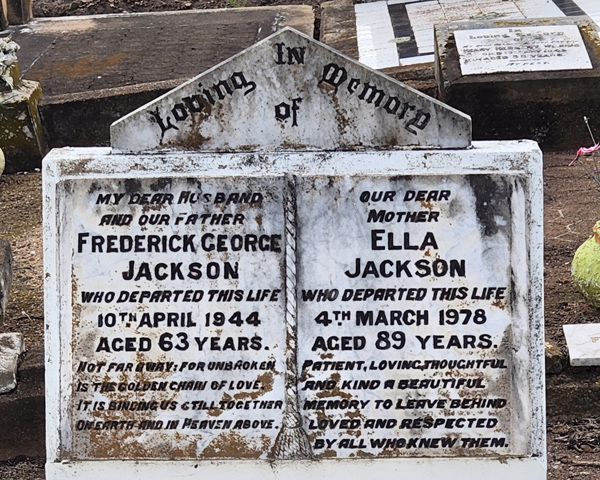 In
Loving Memory
of
My Dear Husband
and our Father
Frederick George
Jackson
who departed this life
10th April 1944
aged 63 years.
Not far away: for unbroken
is the golden chain of love.
It is binding us still together
on earth and in Heaven above.
Our Dear
Mother
Ella
Jackson
who departed this life
4th March 1978
aged 89 years.
Patient, loving, thoughtful
and kind a beautiful
memory to leave behind
loved and respected
by all who knew them.
In